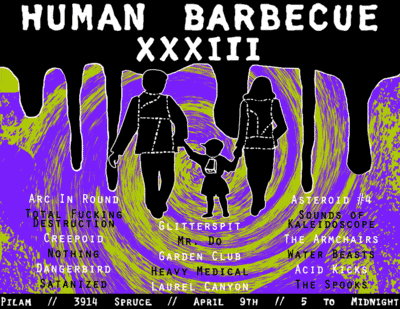 HUMAN BARBECUE
XXXIII
Arc In Round
Total Fucking
Destruction
Creepoid
Nothing
Dangerbird
Satanized
Glitterspit
Mr. Do
Garden Club
Heavy Medical
Laurel Canyon
Asteroid #4
Sounds of
Kaleidoscope
The Armchairs
Water Beasts
Acid Kicks
The Spooks
Pilam // 3914 Spruce // April 9th // 5 to Midnight